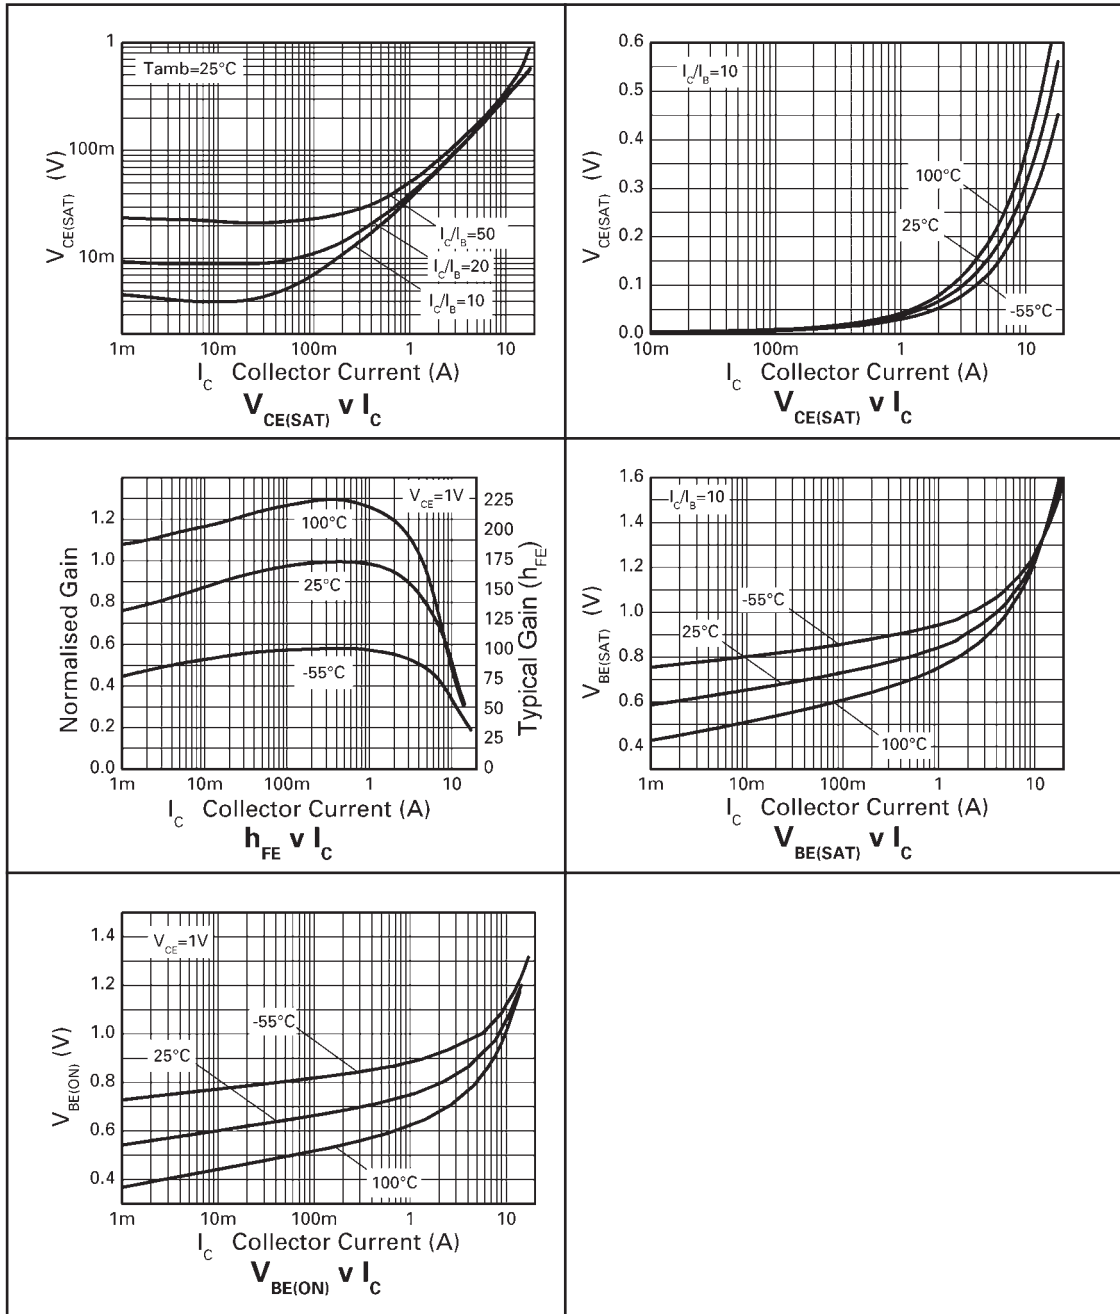 1
100m
10m
V_CE(SAT) (V)
Tamb=25°C
I_C/I_B=50
I_C/I_B=20
I_C/I_B=10
1m 10m 100m 1 10
I_C Collector Current (A)
V_CE(SAT) v I_C
0.6
0.5
0.4
0.3
0.2
0.1
0.0
V_CE(SAT) (V)
I_C/I_B=10
100°C
25°C
-55°C
10m 100m 1 10
I_C Collector Current (A)
V_CE(SAT) v I_C
1.2
1.0
0.8
0.6
0.4
0.2
0.0
Normalised Gain
V_CE=1V
100°C
25°C
-55°C
225
200
175
150
125
100
75
50
25
0
Typical Gain (h_FE)
1m 10m 100m 1 10
I_C Collector Current (A)
h_FE v I_C
1.6
1.4
1.2
1.0
0.8
0.6
0.4
V_BE(SAT) (V)
I_C/I_B=10
-55°C
25°C
100°C
1m 10m 100m 1 10
I_C Collector Current (A)
V_BE(SAT) v I_C
1.4
1.2
1.0
0.8
0.6
0.4
V_BE(ON) (V)
V_CE=1V
-55°C
25°C
100°C
1m 10m 100m 1 10
I_C Collector Current (A)
V_BE(ON) v I_C